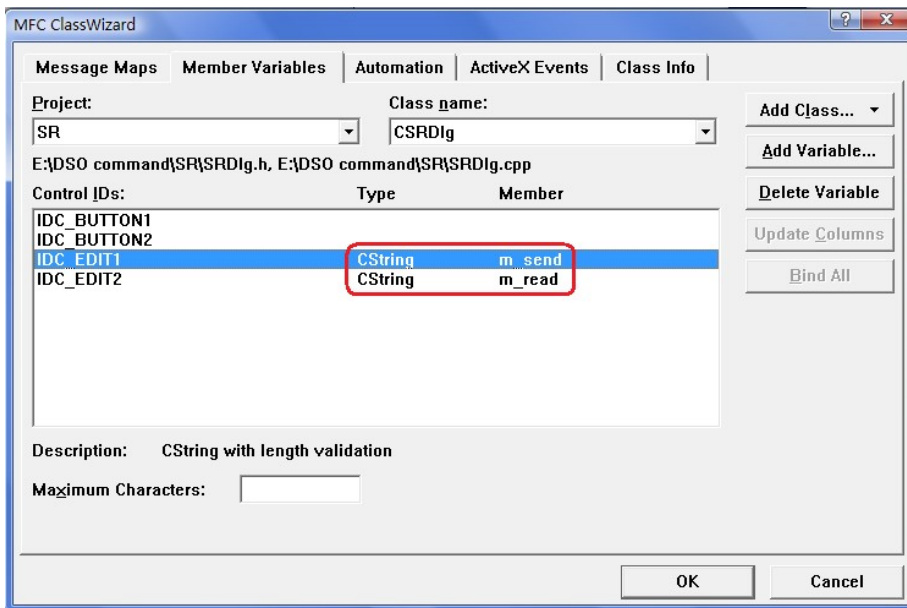 MFC ClassWizard
Message Maps Member Variables Automation ActiveX Events Class Info
Project: Class name:
SR CSRDlg
E:\DSO command\SR\SRDlg.h, E:\DSO command\SR\SRDlg.cpp
Control IDs: Type Member
IDC_BUTTON1
IDC_BUTTON2
IDC_EDIT1 CString m_send
IDC_EDIT2 CString m_read
Add Class...
Add Variable...
Delete Variable
Update Columns
Bind All
Description: CString with length validation
Maximum Characters:
OK Cancel